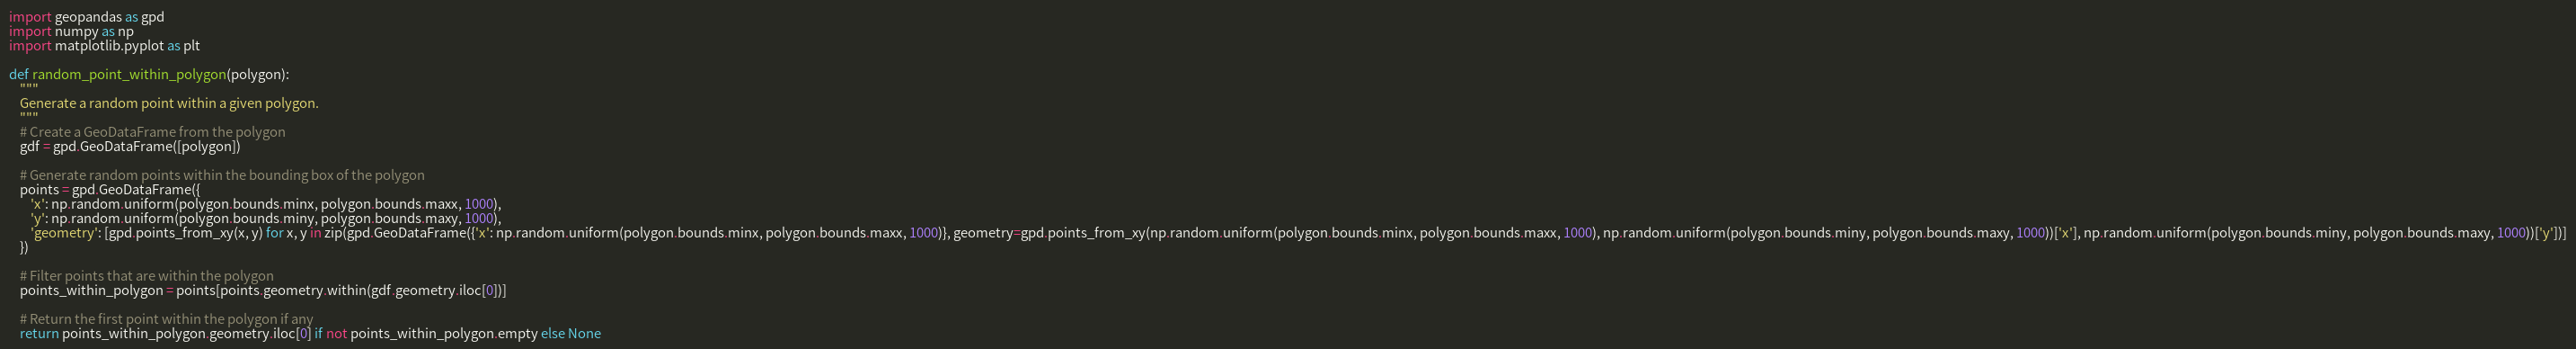 import geopandas as gpd
import numpy as np
import matplotlib.pyplot as plt

def random_point_within_polygon(polygon):
    """
    Generate a random point within a given polygon.
    """
    # Create a GeoDataFrame from the polygon
    gdf = gpd.GeoDataFrame([polygon])

    # Generate random points within the bounding box of the polygon
    points = gpd.GeoDataFrame({
        'x': np.random.uniform(polygon.bounds.minx, polygon.bounds.maxx, 1000),
        'y': np.random.uniform(polygon.bounds.miny, polygon.bounds.maxy, 1000),
        'geometry': [gpd.points_from_xy(x, y) for x, y in zip(gpd.GeoDataFrame({'x': np.random.uniform(polygon.bounds.minx, polygon.bounds.maxx, 1000)}, geometry=gpd.points_from_xy(np.random.uniform(polygon.bounds.minx, polygon.bounds.maxx, 1000), np.random.uniform(polygon.bounds.miny, polygon.bounds.maxy, 1000))['x'], np.random.uniform(polygon.bounds.miny, polygon.bounds.maxy, 1000))['y'])]
    })

    # Filter points that are within the polygon
    points_within_polygon = points[points.geometry.within(gdf.geometry.iloc[0])]

    # Return the first point within the polygon if any
    return points_within_polygon.geometry.iloc[0] if not points_within_polygon.empty else None